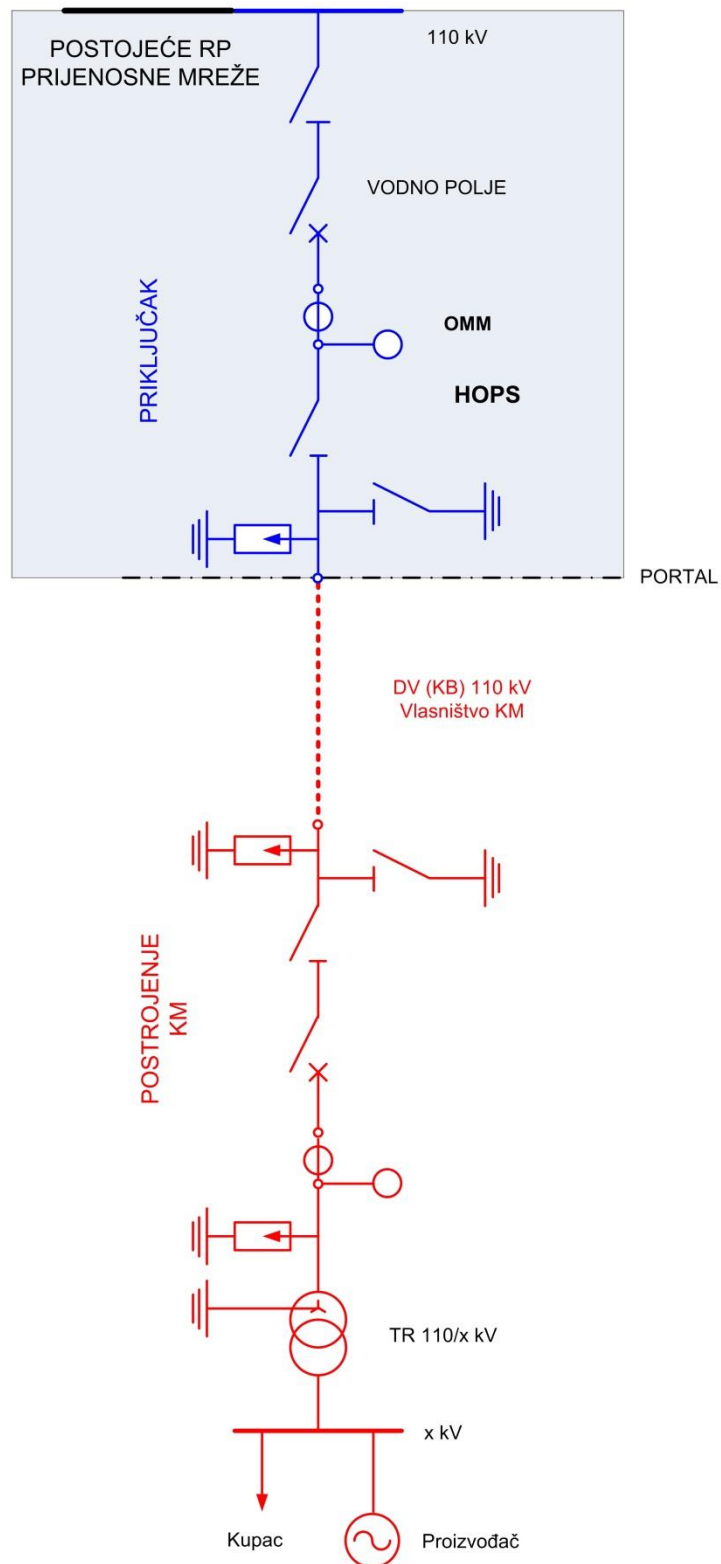 POSTOJEĆE RP
PRIJENOSNE MREŽE
110 kV
VODNO POLJE
PRIKLJUČAK
OMM
HOPS
PORTAL
DV (KB) 110 kV
Vlasništvo KM
POSTROJENJE
KM
TR 110/x kV
x kV
Kupac
Proizvođač